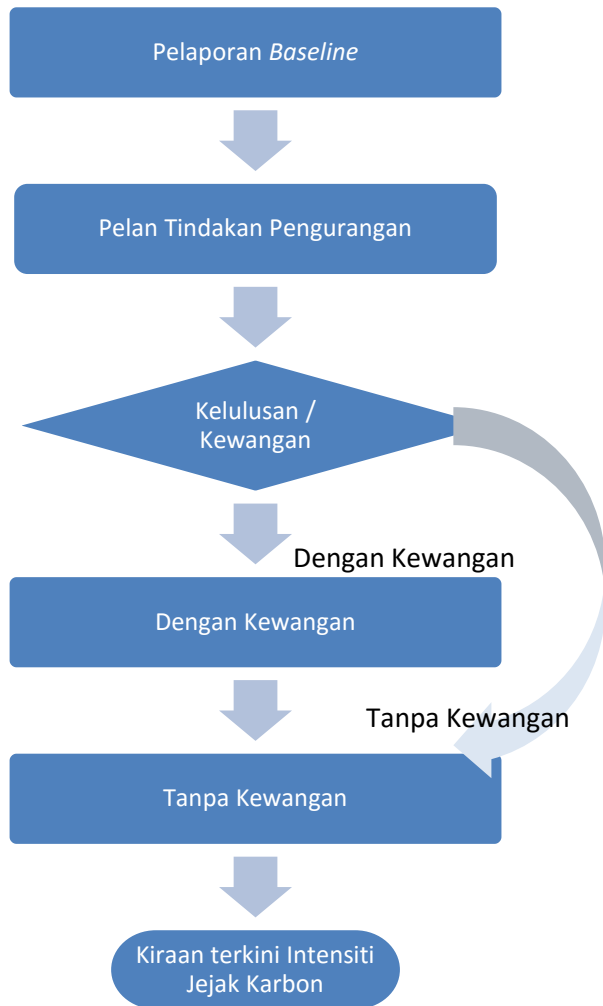 Pelaporan Baseline
Pelan Tindakan Pengurangan
Kelulusan /
Kewangan
Dengan Kewangan
Dengan Kewangan
Tanpa Kewangan
Tanpa Kewangan
Kiraan terkini Intensiti
Jejak Karbon